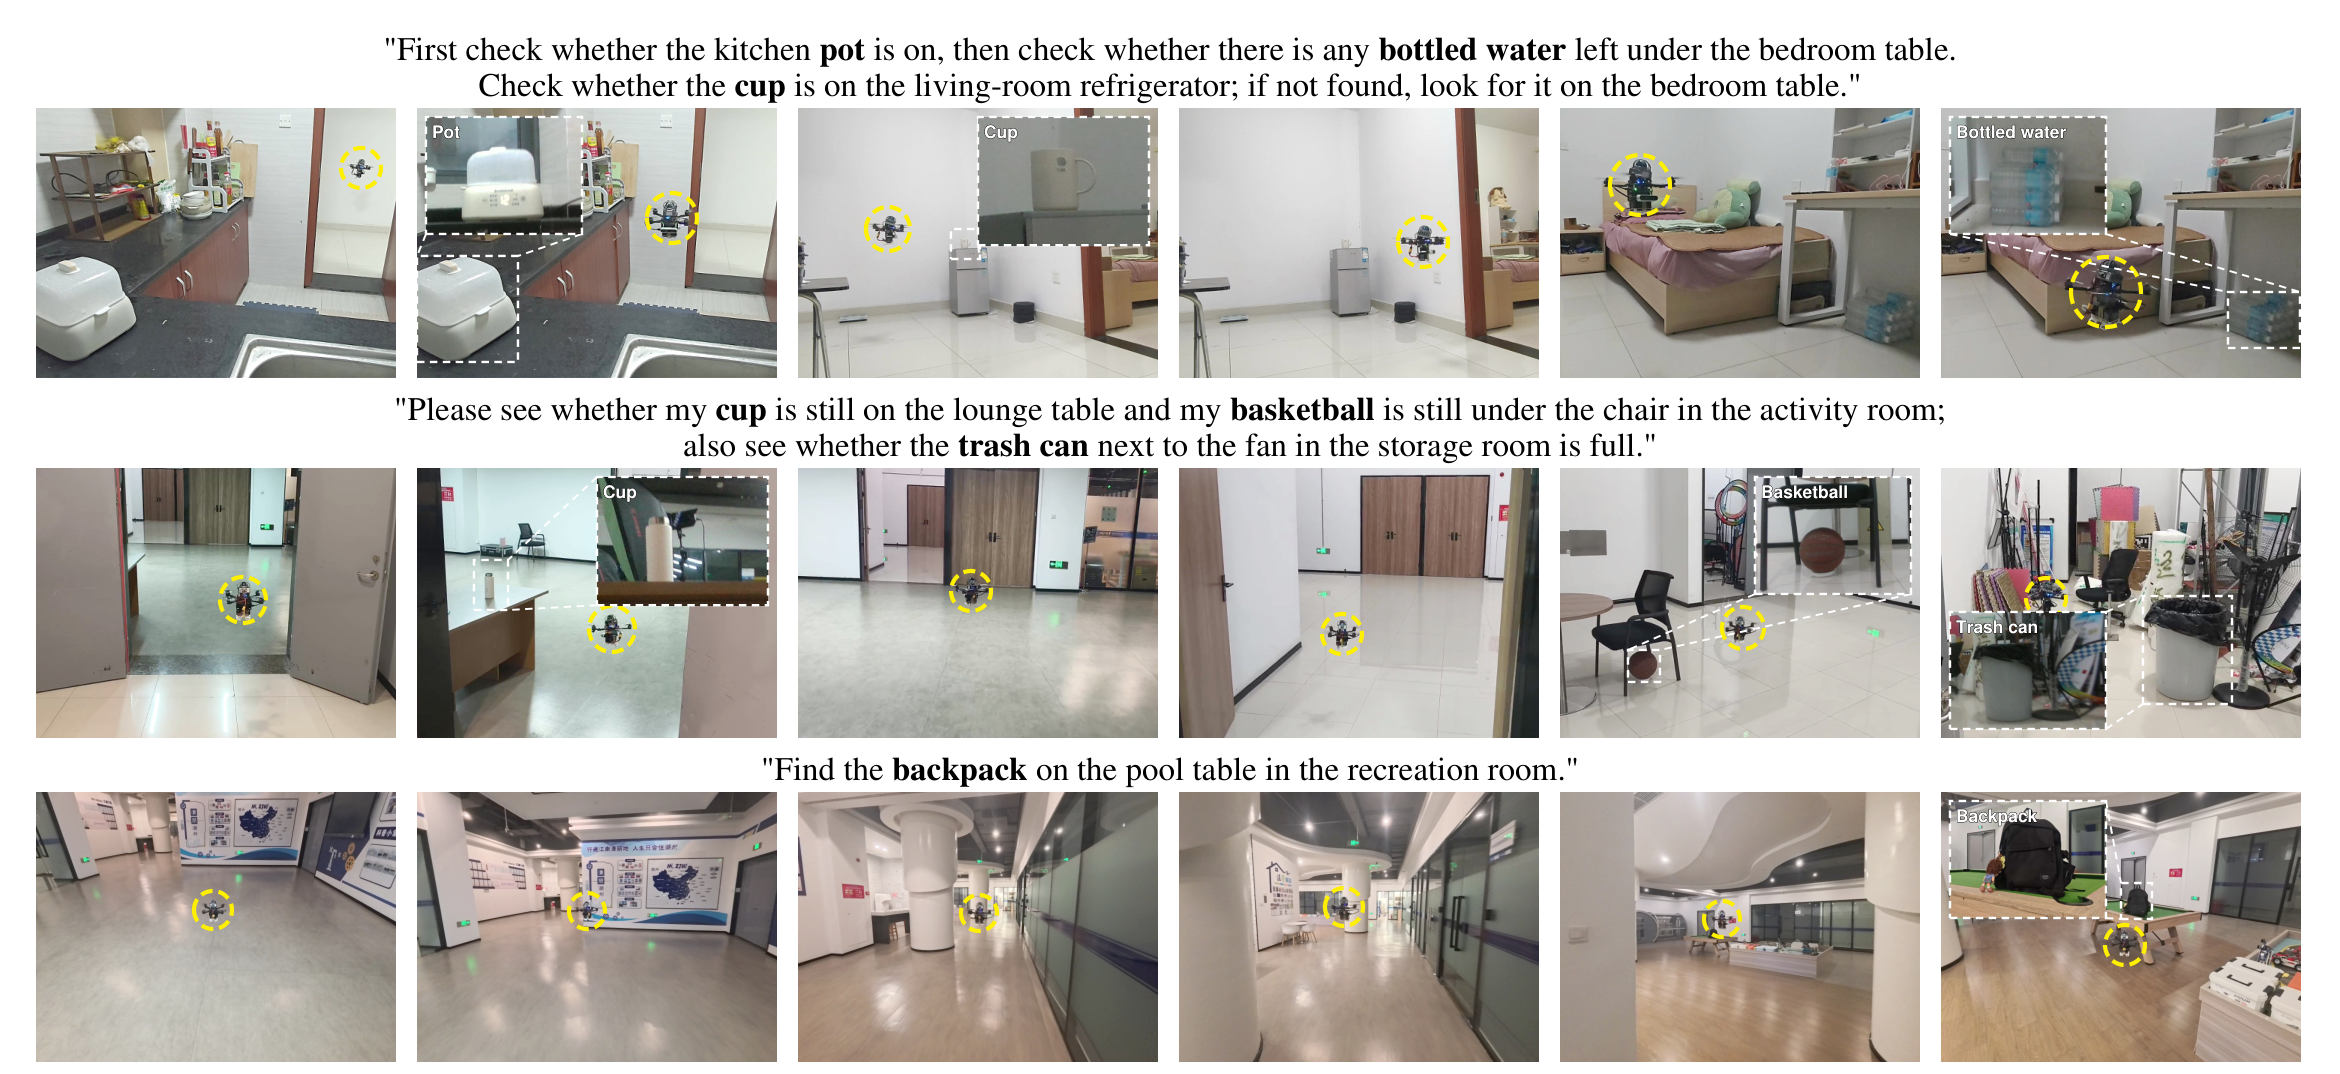 "First check whether the kitchen pot is on, then check whether there is any bottled water left under the bedroom table.
Check whether the cup is on the living-room refrigerator; if not found, look for it on the bedroom table."
Pot
Cup
Bottled water
"Please see whether my cup is still on the lounge table and my basketball is still under the chair in the activity room;
also see whether the trash can next to the fan in the storage room is full."
Cup
Basketball
Trash can
"Find the backpack on the pool table in the recreation room."
Backpack